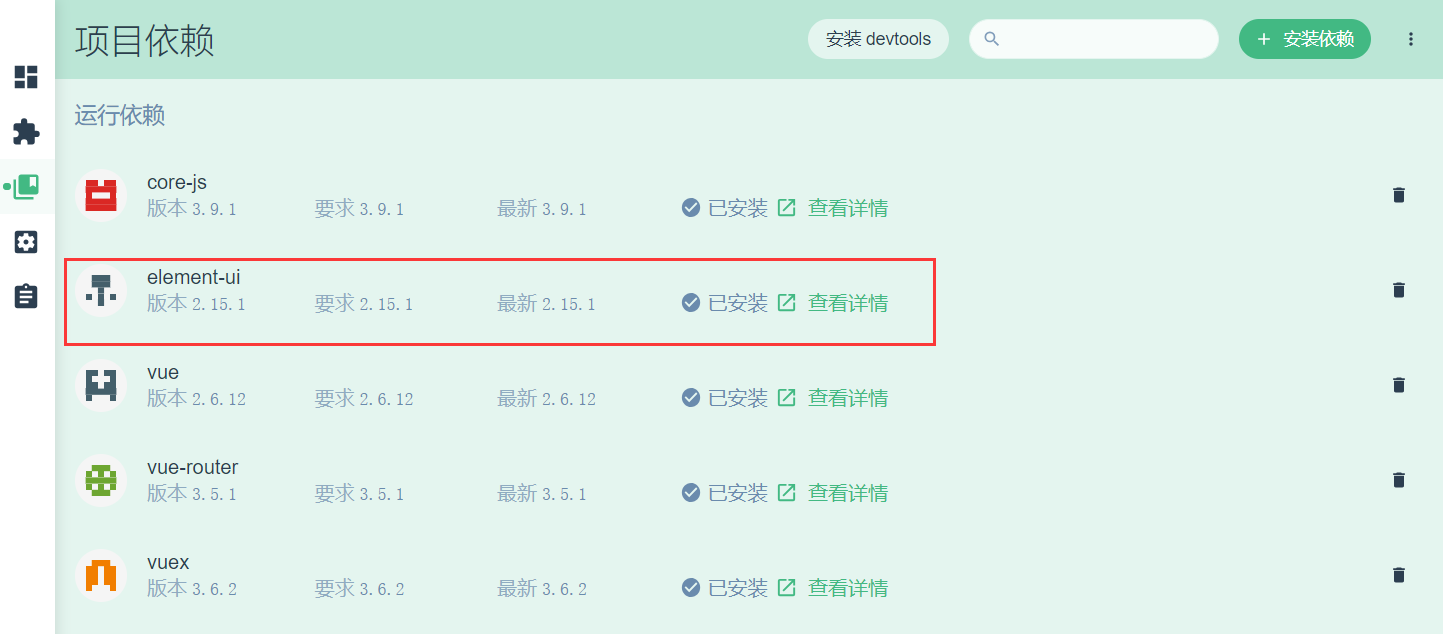 项目依赖 安装 devtools 安装依赖
运行依赖
core-js
版本 3.9.1 要求 3.9.1 最新 3.9.1 已安装 查看详情
element-ui
版本 2.15.1 要求 2.15.1 最新 2.15.1 已安装 查看详情
vue
版本 2.6.12 要求 2.6.12 最新 2.6.12 已安装 查看详情
vue-router
版本 3.5.1 要求 3.5.1 最新 3.5.1 已安装 查看详情
vuex
版本 3.6.2 要求 3.6.2 最新 3.6.2 已安装 查看详情